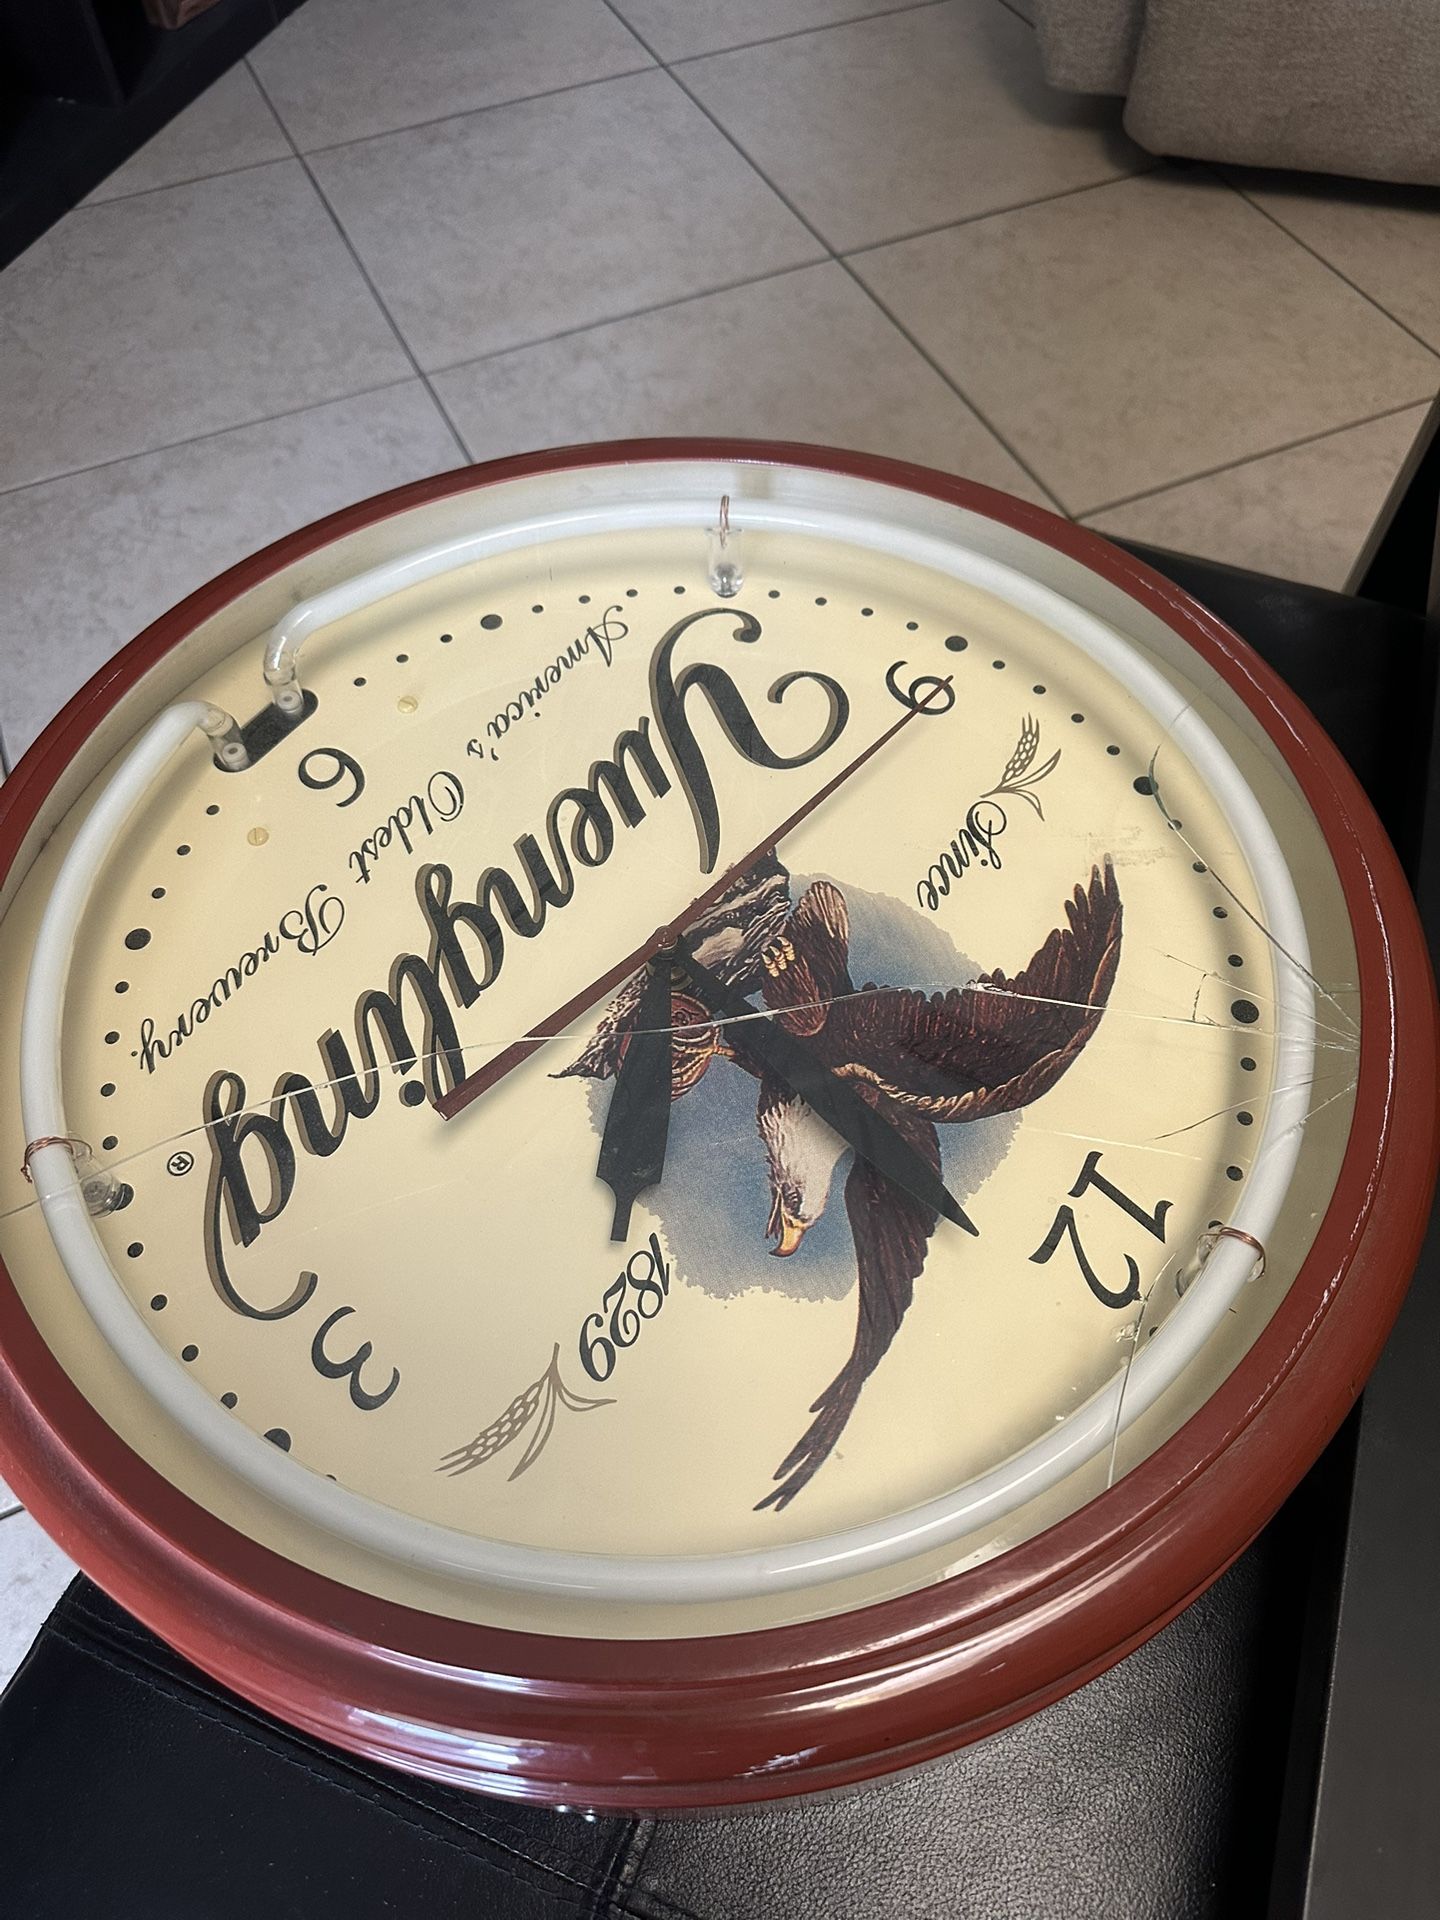 12
Since 1829
9
3
Yuengling®
America's Oldest Brewery.
6